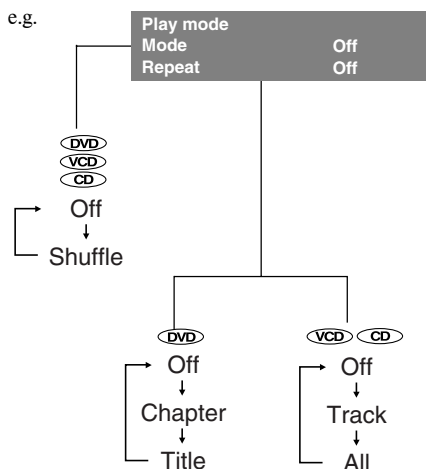 e.g.
Play mode
Mode Off
Repeat Off
DVD
VCD
CD
Off
Shuffle
DVD
Off
Chapter
Title
VCD CD
Off
Track
All